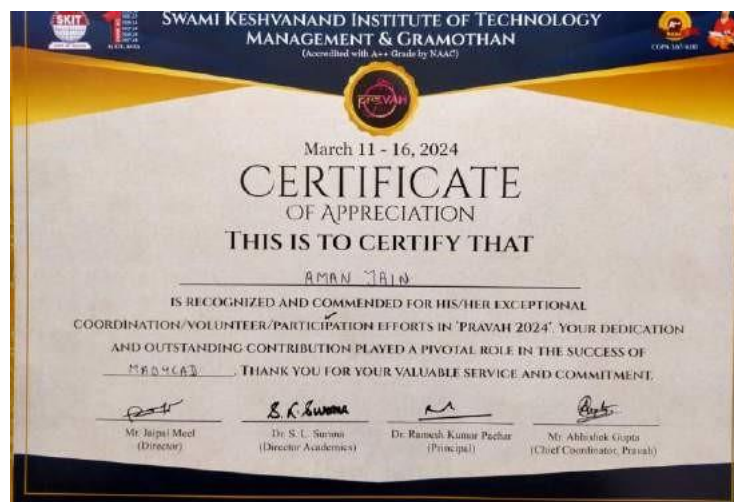 SKIT
SWAMI KESHVANAND INSTITUTE OF TECHNOLOGY
MANAGEMENT & GRAMOTHAN
(Accredited with A++ Grade by NAAC)
PRAVAH
March 11 - 16, 2024
CERTIFICATE
OF APPRECIATION
THIS IS TO CERTIFY THAT
AMAN JAIN
IS RECOGNIZED AND COMMENDED FOR HIS/HER EXCEPTIONAL
COORDINATION/VOLUNTEER/PARTICIPATION EFFORTS IN 'PRAVAH 2024'. YOUR DEDICATION
AND OUTSTANDING CONTRIBUTION PLAYED A PIVOTAL ROLE IN THE SUCCESS OF
THANK YOU FOR YOUR VALUABLE SERVICE AND COMMITMENT.
Mr. Jaipal Meel
(Director)
S. L. Surana
Dr. S. L. Surana
(Director Academics)
Dr. Ramesh Kumar Pachar
(Principal)
Mr. Abhishek Gupta
(Chief Coordinator, Pravah)